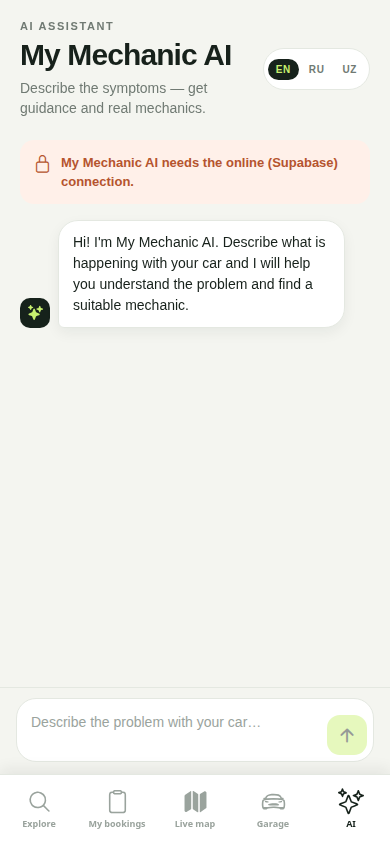 AI ASSISTANT
My Mechanic AI
Describe the symptoms — get
guidance and real mechanics.
EN RU UZ
My Mechanic AI needs the online (Supabase)
connection.
Hi! I'm My Mechanic AI. Describe what is
happening with your car and I will help
you understand the problem and find a
suitable mechanic.
Describe the problem with your car…
Explore My bookings Live map Garage AI